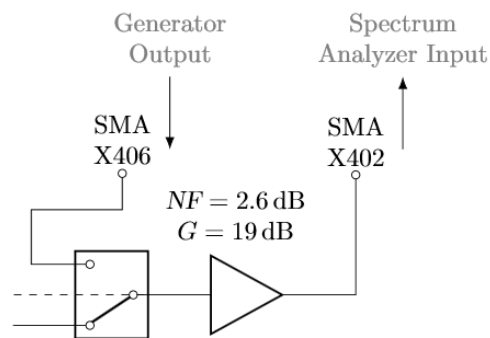 Generator
Output
Spectrum
Analyzer Input
SMA
X406
SMA
X402
NF = 2.6 dB
G = 19 dB